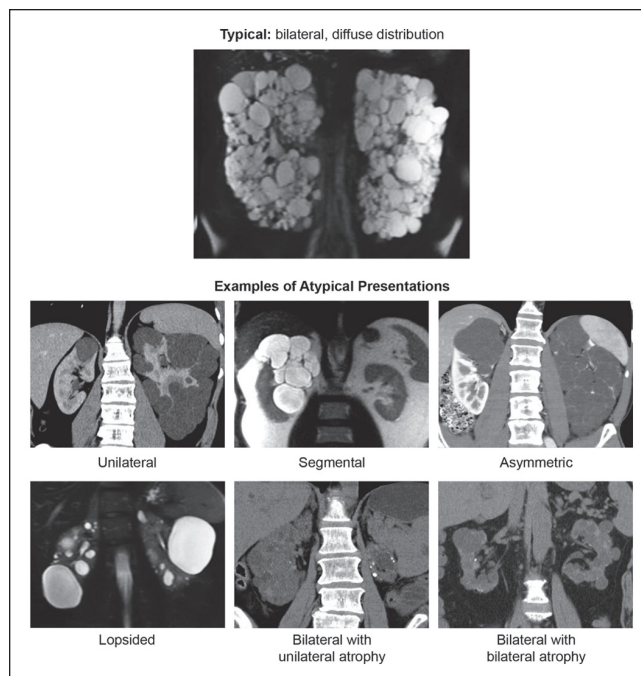 Typical: bilateral, diffuse distribution
Examples of Atypical Presentations
Unilateral
Segmental
Asymmetric
Lopsided
Bilateral with
unilateral atrophy
Bilateral with
bilateral atrophy